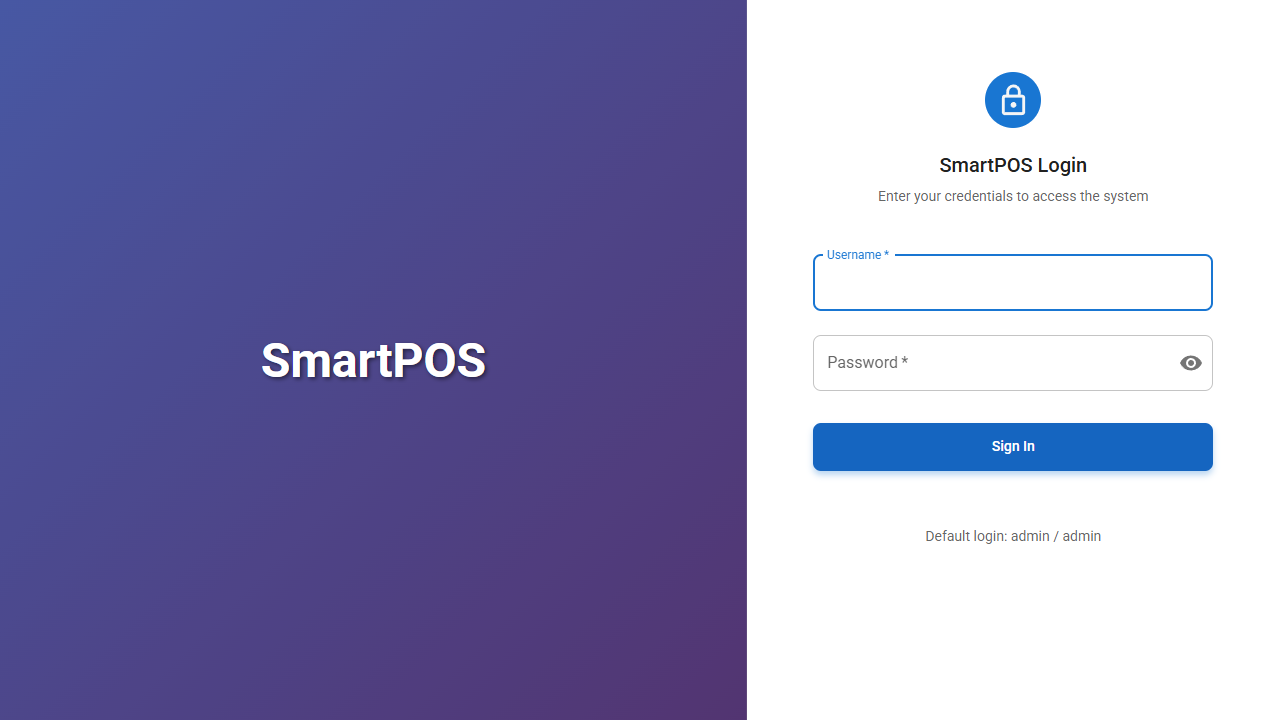 SmartPOS
SmartPOS Login
Enter your credentials to access the system
Username *
Password *
Sign In
Default login: admin / admin